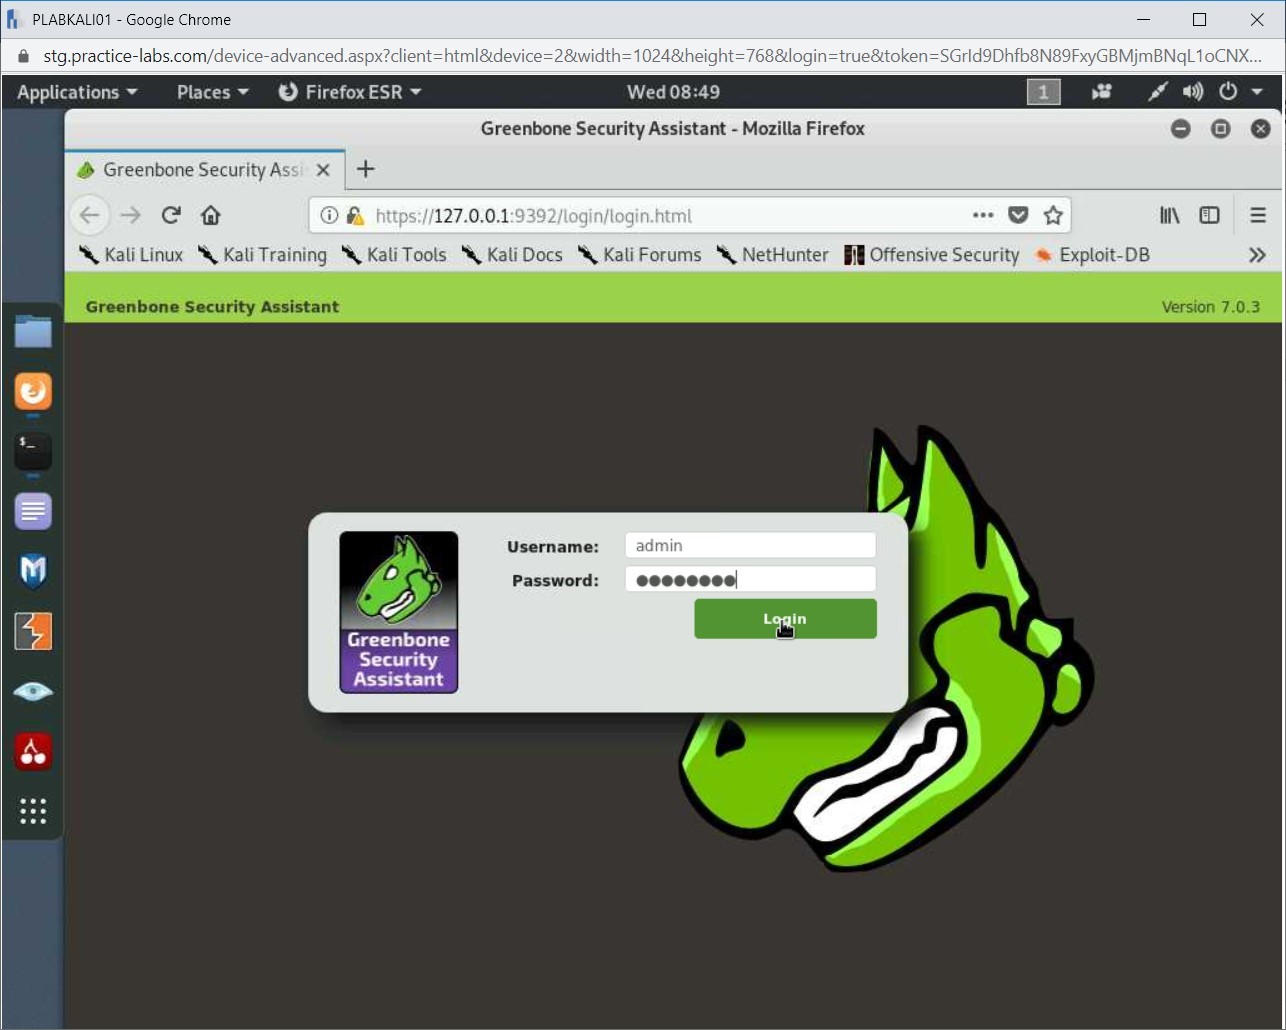 PLABKALI01 - Google Chrome
stg.practice-labs.com/device-advanced.aspx?client=html&device=2&width=1024&height=768&login=true&token=SGrId9Dhfb8N89FxyGBMjmBNqL1oCNX...
Applications Places Firefox ESR Wed 08:49 1
Greenbone Security Assistant - Mozilla Firefox
Greenbone Security Assi
https://127.0.0.1:9392/login/login.html
Kali Linux Kali Training Kali Tools Kali Docs Kali Forums NetHunter Offensive Security Exploit-DB
Greenbone Security Assistant Version 7.0.3
$_
Username: admin
Password: ●●●●●●●●
Login
Greenbone
Security
Assistant